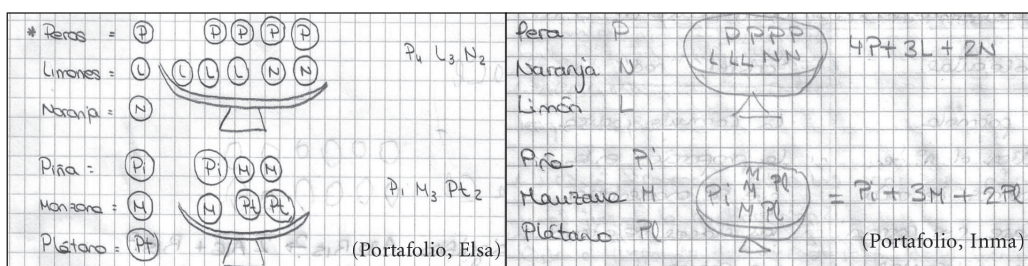 * Peras = P P P P P P₄ L₃ N₂
Limones = L L L L N N
Naranja = N
Piña = Pi Pi M M Pi M₃ Pt₂
Manzana = M M Pt Pt
Plátano = Pt
(Portafolio, Elsa)
Pera P P P P P 4P + 3L + 2N
Naranja N L L L N N
Limón L
Piña Pi M
Manzana M Pi M Pl = Pi + 3M + 2Pl
Plátano Pl M Pl
(Portafolio, Inma)